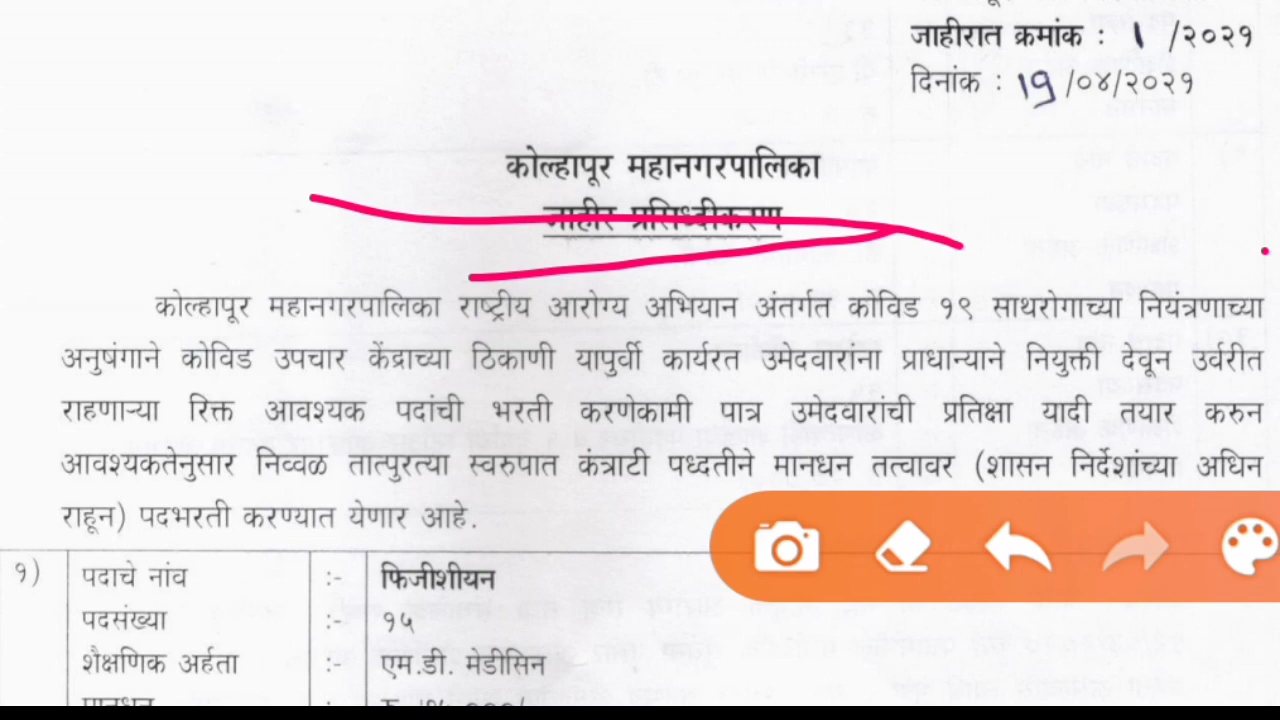 जाहीरात क्रमांक : १ /२०२१
दिनांक : 19 /०४/२०२१
कोल्हापूर महानगरपालिका
जाहीर प्रसिध्दीकरण
कोल्हापूर महानगरपालिका राष्ट्रीय आरोग्य अभियान अंतर्गत कोविड १९ साथरोगाच्या नियंत्रणाच्या
अनुषंगाने कोविड उपचार केंद्राच्या ठिकाणी यापुर्वी कार्यरत उमेदवारांना प्राधान्याने नियुक्ती देवून उर्वरीत
राहणाऱ्या रिक्त आवश्यक पदांची भरती करणेकामी पात्र उमेदवारांची प्रतिक्षा यादी तयार करुन
आवश्यकतेनुसार निव्वळ तात्पुरत्या स्वरुपात कंत्राटी पध्दतीने मानधन तत्वावर (शासन निर्देशांच्या अधिन
राहून) पदभरती करण्यात येणार आहे.
१) पदाचे नांव :- फिजीशीयन
पदसंख्या :- १५
शैक्षणिक अर्हता :- एम.डी. मेडीसिन